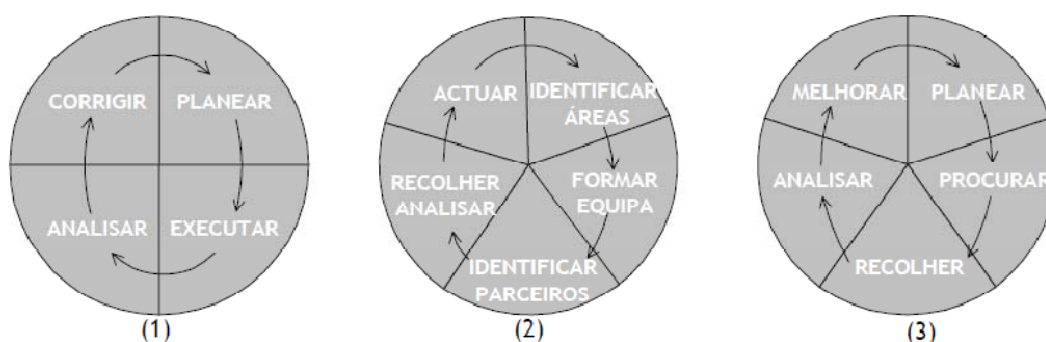 CORRIGIR
PLANEAR
ANALISAR
EXECUTAR
(1)
ACTUAR
IDENTIFICAR
ÁREAS
FORMAR
EQUIPA
IDENTIFICAR
PARCEIROS
RECOLHER
ANALISAR
(2)
MELHORAR
PLANEAR
PROCURAR
RECOLHER
ANALISAR
(3)